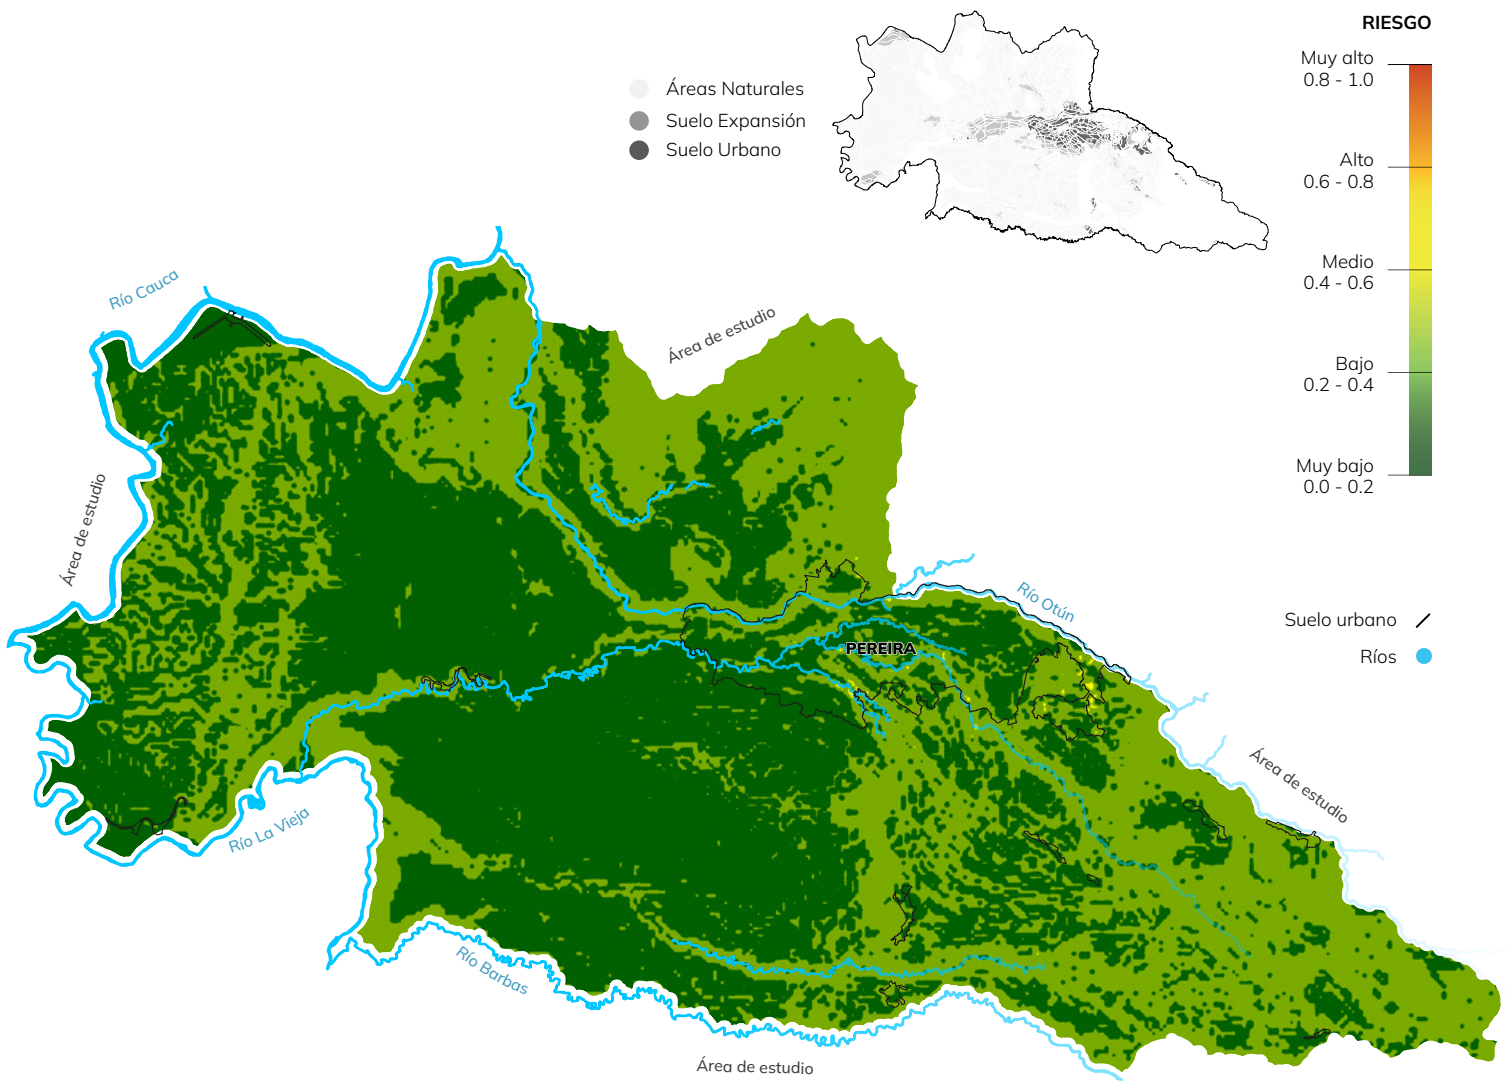 RIESGO
Muy alto
0.8 - 1.0
Alto
0.6 - 0.8
Medio
0.4 - 0.6
Bajo
0.2 - 0.4
Muy bajo
0.0 - 0.2
Áreas Naturales
Suelo Expansión
Suelo Urbano
Río Cauca
Área de estudio
Área de estudio
Río Otún
PEREIRA
Suelo urbano
Ríos
Área de estudio
Río La Vieja
Río Barbas
Área de estudio